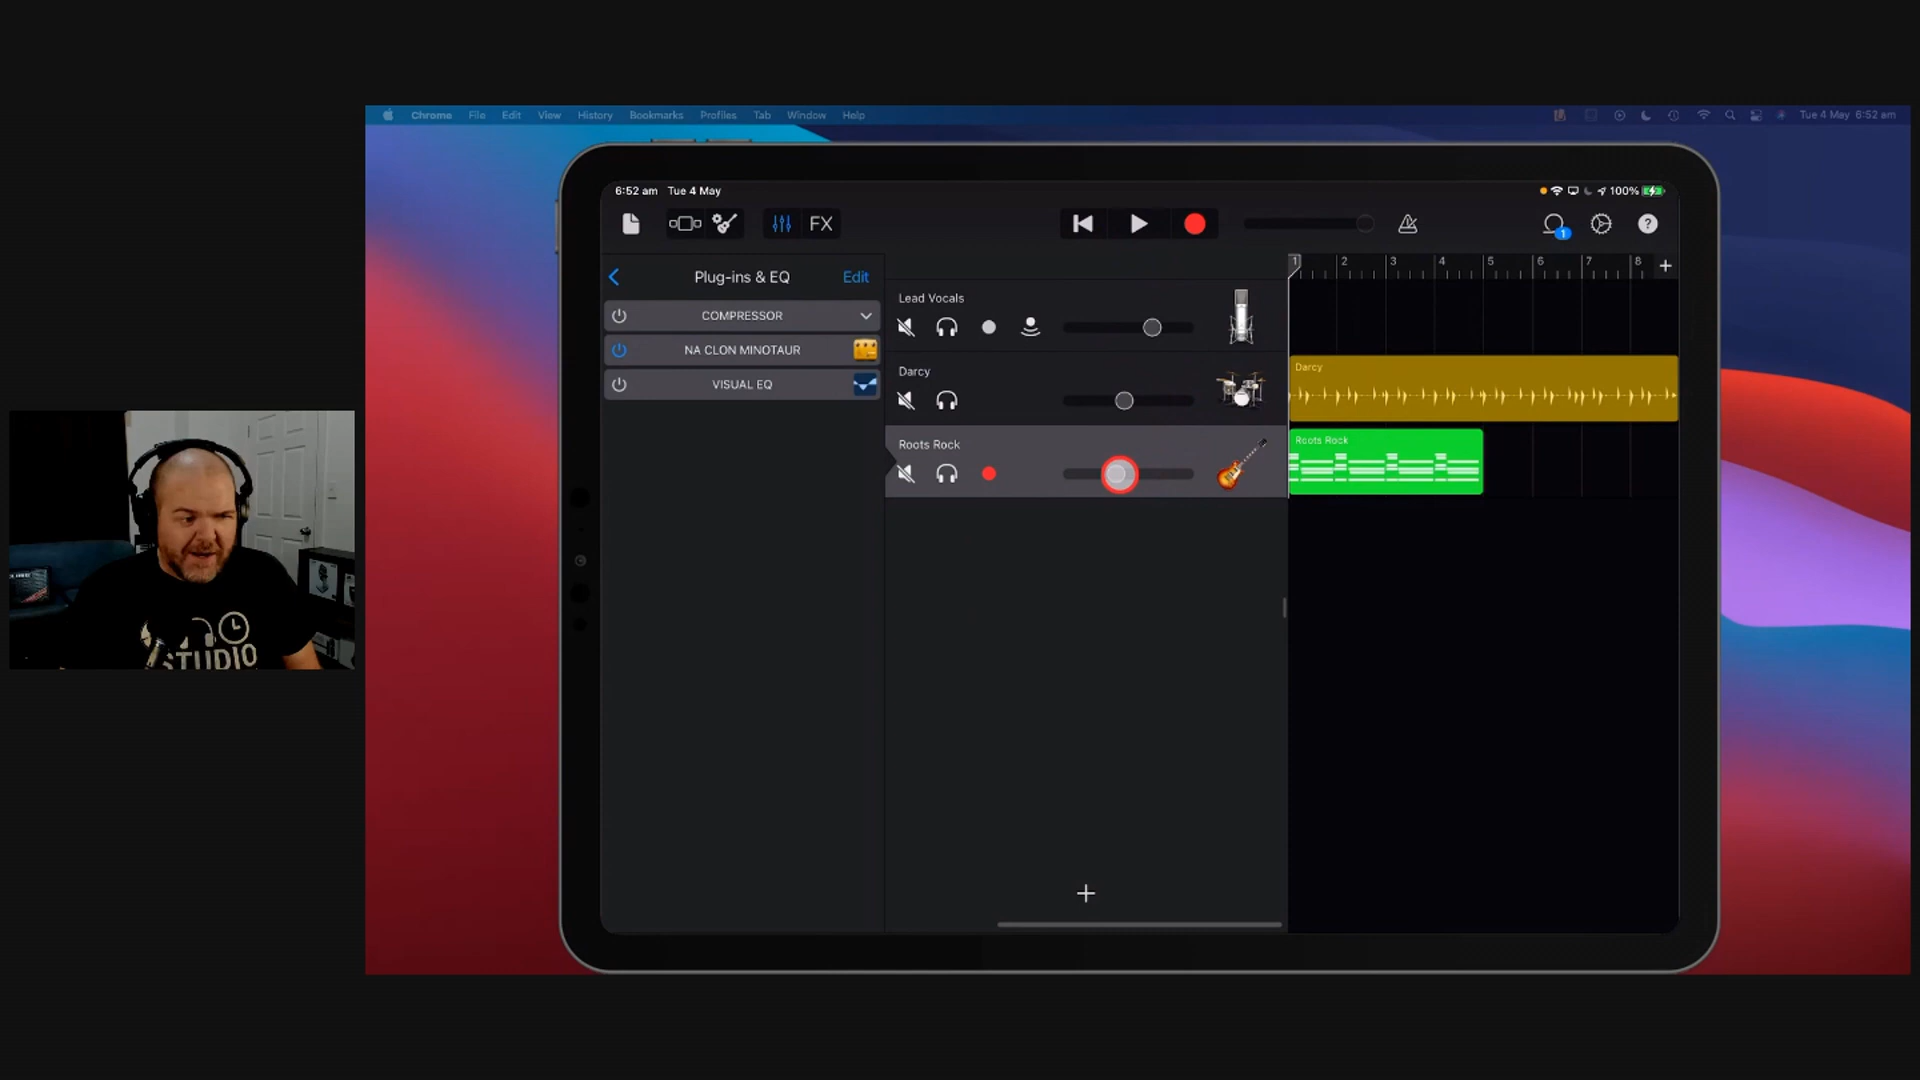 Chrome File Edit View History Bookmarks Profiles Tab Window Help
Tue 4 May 6:52 am
6:52 am Tue 4 May
100%
FX
1
?
Plug-ins & EQ
Edit
COMPRESSOR
NA CLON MINOTAUR
VISUAL EQ
Lead Vocals
Darcy
Roots Rock
1 2 3 4 5 6 7 8
Darcy
Roots Rock
STUDIO